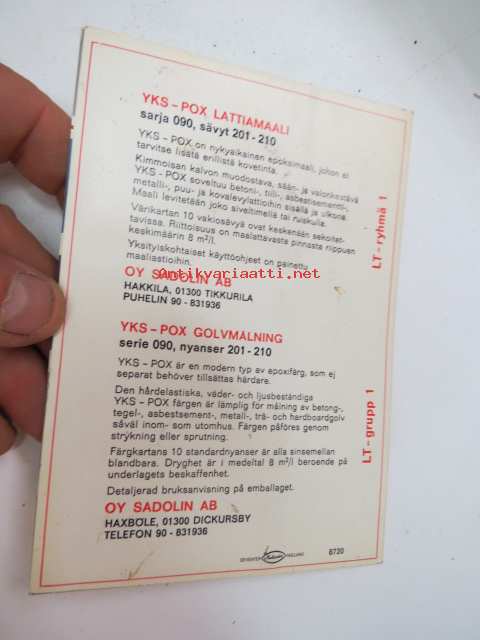 YKS-POX LATTIAMAALI
sarja 090, sävyt 201-210
YKS-POX on nykyaikainen epoksimaali, johon ei
tarvitse lisätä erillistä kovetinta.
Kimmoisan kalvon muodostava, sään- ja valonkestävä
YKS-POX soveltuu betoni-, tiili-, asbestisementti-,
metalli-, puu- ja kovalevylattioihin sisällä ja ulkona.
Maali levitetään joko siveltimellä tai ruiskulla.
Värikartan 10 vakiosävyä ovat keskenään sekoitet-
tavissa. Riittoisuus on maalattavasta pinnasta riippuen
keskimäärin 8 m²/l.
Yksityiskohtaiset käyttöohjeet on painettu
maaliastioihin.
antikvariaatti.net
OY SADOLIN AB
HAKKILA, 01300 TIKKURILA
PUHELIN 90-831936
LT-ryhmä 1
YKS-POX GOLVMÅLNING
serie 090, nyanser 201-210
YKS-POX är en modern typ av epoxifärg, som ej
separat behöver tillsättas härdare.
Den hårdelastiska, väder- och ljusbeständiga
YKS-POX färgen är lämplig för målning av betong-,
tegel-, asbestsement-, metall-, trä- och hardboardgolv
såväl inom- som utomhus. Färgen påföres genom
strykning eller sprutning.
Färgkartans 10 standardnyanser är alla sinsemellan
blandbara. Dryghet är i medeltal 8 m²/l beroende på
underlagets beskaffenhet.
Detaljerad bruksanvisning på emballaget.
OY SADOLIN AB
HAXBÖLE, 01300 DICKURSBY
TELEFON 90-831936
LT-grupp 1
8720